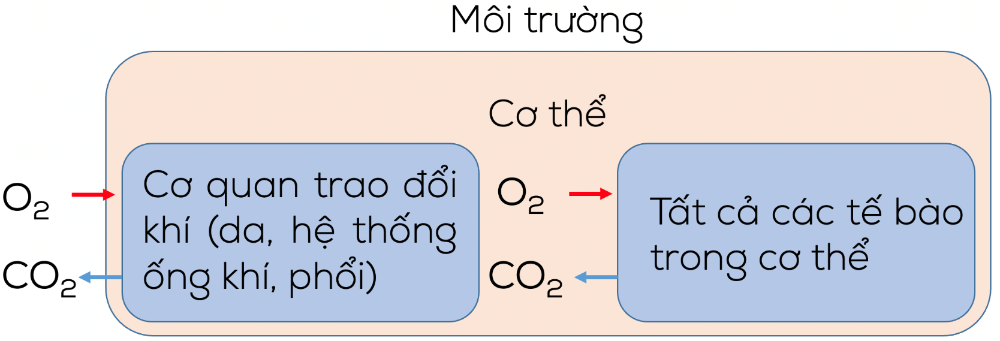 Môi trường
Cơ thể
O₂
CO₂
Cơ quan trao đổi
khí (da, hệ thống
ống khí, phổi)
O₂
CO₂
Tất cả các tế bào
trong cơ thể